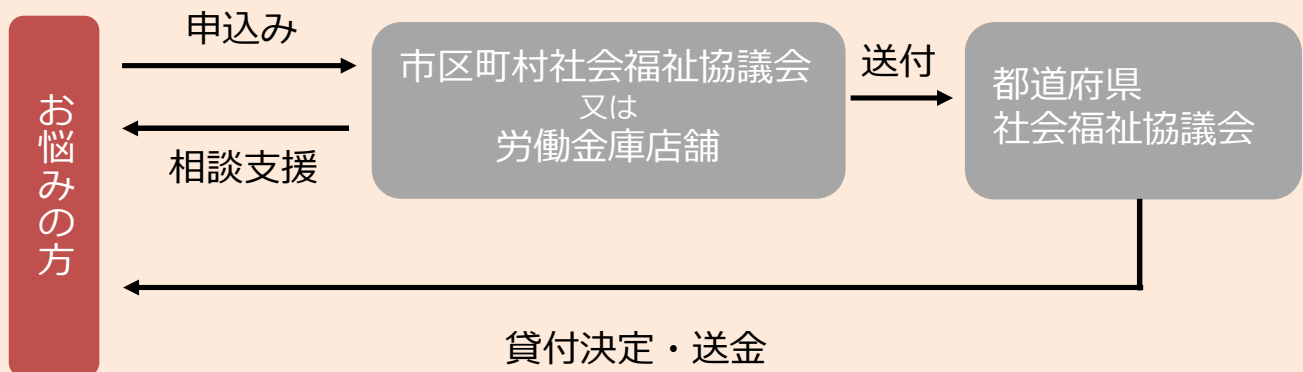 お悩みの方
申込み
相談支援
市区町村社会福祉協議会
又は
労働金庫店舗
送付
都道府県
社会福祉協議会
貸付決定・送金